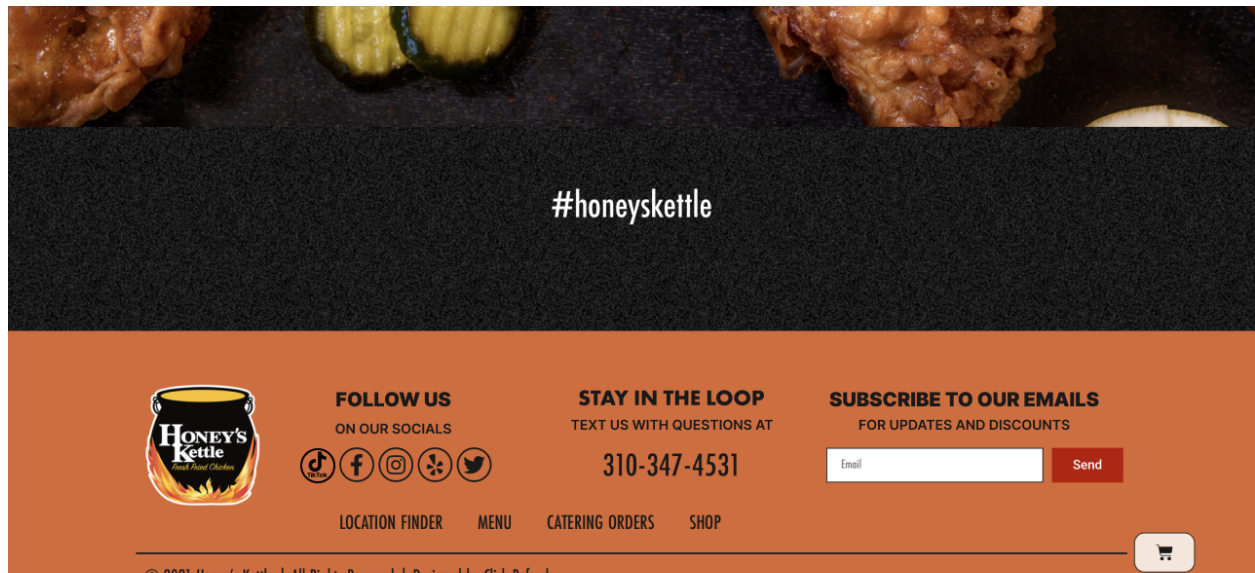 #honeyskettle
HONEY'S
Kettle
Fresh Fried Chicken
FOLLOW US
ON OUR SOCIALS
TikTok
STAY IN THE LOOP
TEXT US WITH QUESTIONS AT
310-347-4531
SUBSCRIBE TO OUR EMAILS
FOR UPDATES AND DISCOUNTS
Email
Send
LOCATION FINDER
MENU
CATERING ORDERS
SHOP